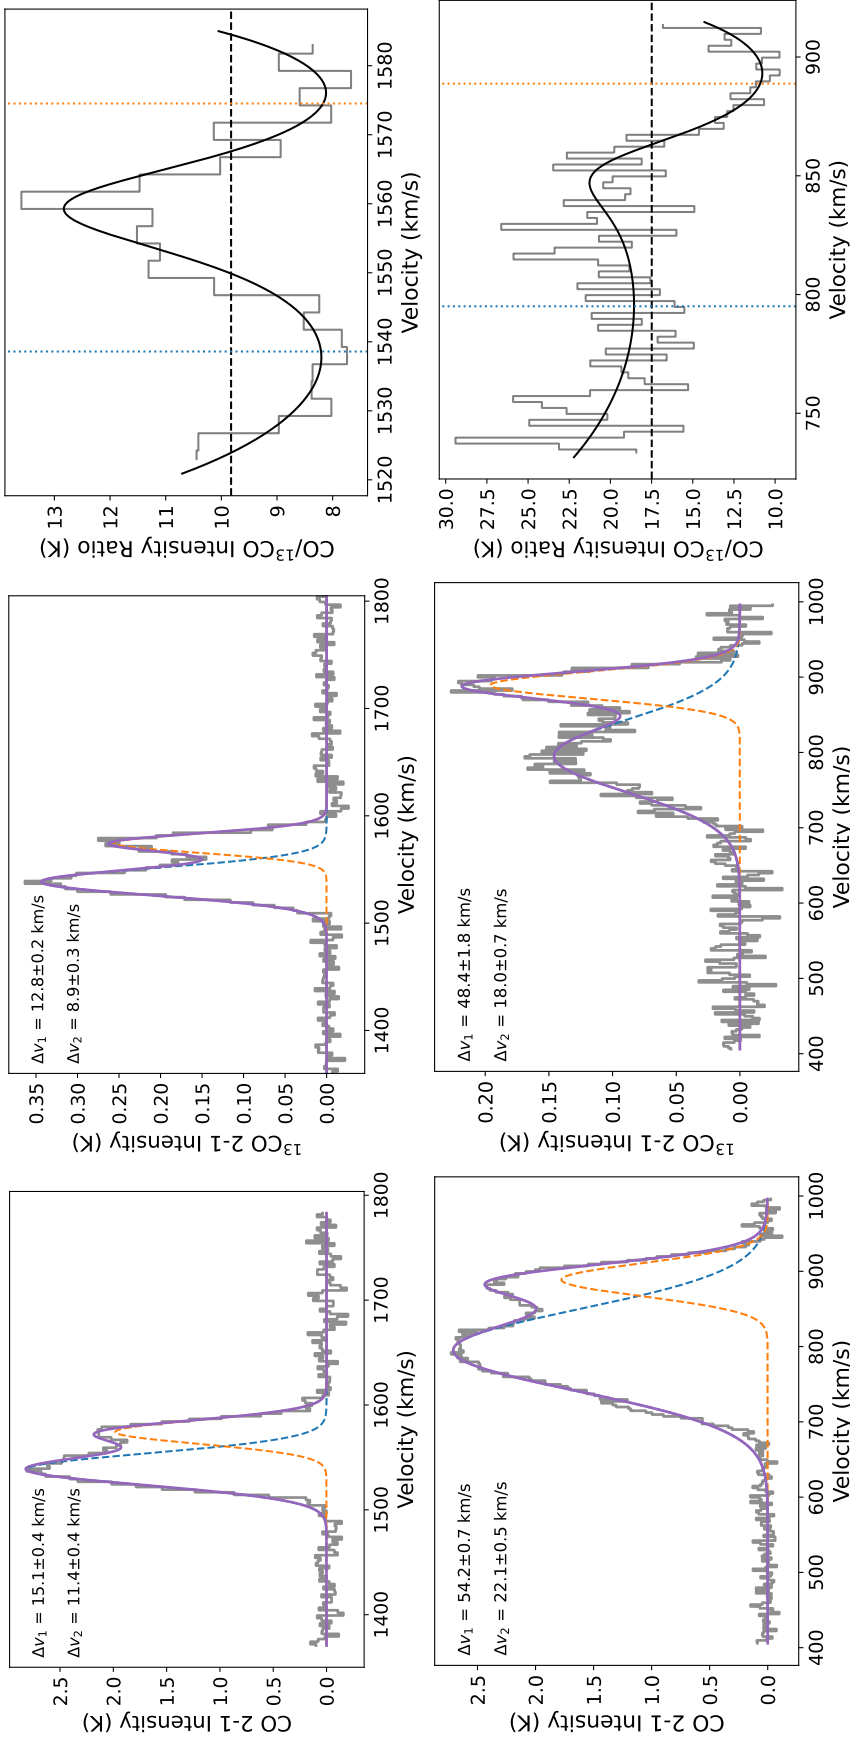 Δv₁ = 15.1±0.4 km/s
Δv₂ = 11.4±0.4 km/s
CO 2-1 Intensity (K)
2.5
2.0
1.5
1.0
0.5
0.0
1400 1500 1600 1700 1800
Velocity (km/s)
Δv₁ = 12.8±0.2 km/s
Δv₂ = 8.9±0.3 km/s
¹³CO 2-1 Intensity (K)
0.35
0.30
0.25
0.20
0.15
0.10
0.05
0.00
1400 1500 1600 1700 1800
Velocity (km/s)
CO/¹³CO Intensity Ratio (K)
13
12
11
10
9
8
1520 1530 1540 1550 1560 1570 1580
Velocity (km/s)
Δv₁ = 54.2±0.7 km/s
Δv₂ = 22.1±0.5 km/s
CO 2-1 Intensity (K)
2.5
2.0
1.5
1.0
0.5
0.0
400 500 600 700 800 900 1000
Velocity (km/s)
Δv₁ = 48.4±1.8 km/s
Δv₂ = 18.0±0.7 km/s
¹³CO 2-1 Intensity (K)
0.20
0.15
0.10
0.05
0.00
400 500 600 700 800 900 1000
Velocity (km/s)
CO/¹³CO Intensity Ratio (K)
30.0
27.5
25.0
22.5
20.0
17.5
15.0
12.5
10.0
750 800 850 900
Velocity (km/s)